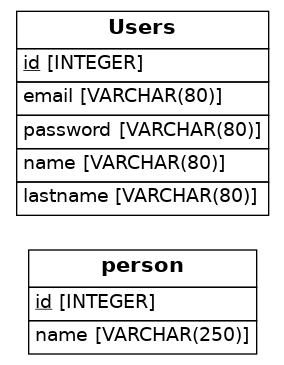 Users
id [INTEGER]
email [VARCHAR(80)]
password [VARCHAR(80)]
name [VARCHAR(80)]
lastname [VARCHAR(80)]
person
id [INTEGER]
name [VARCHAR(250)]